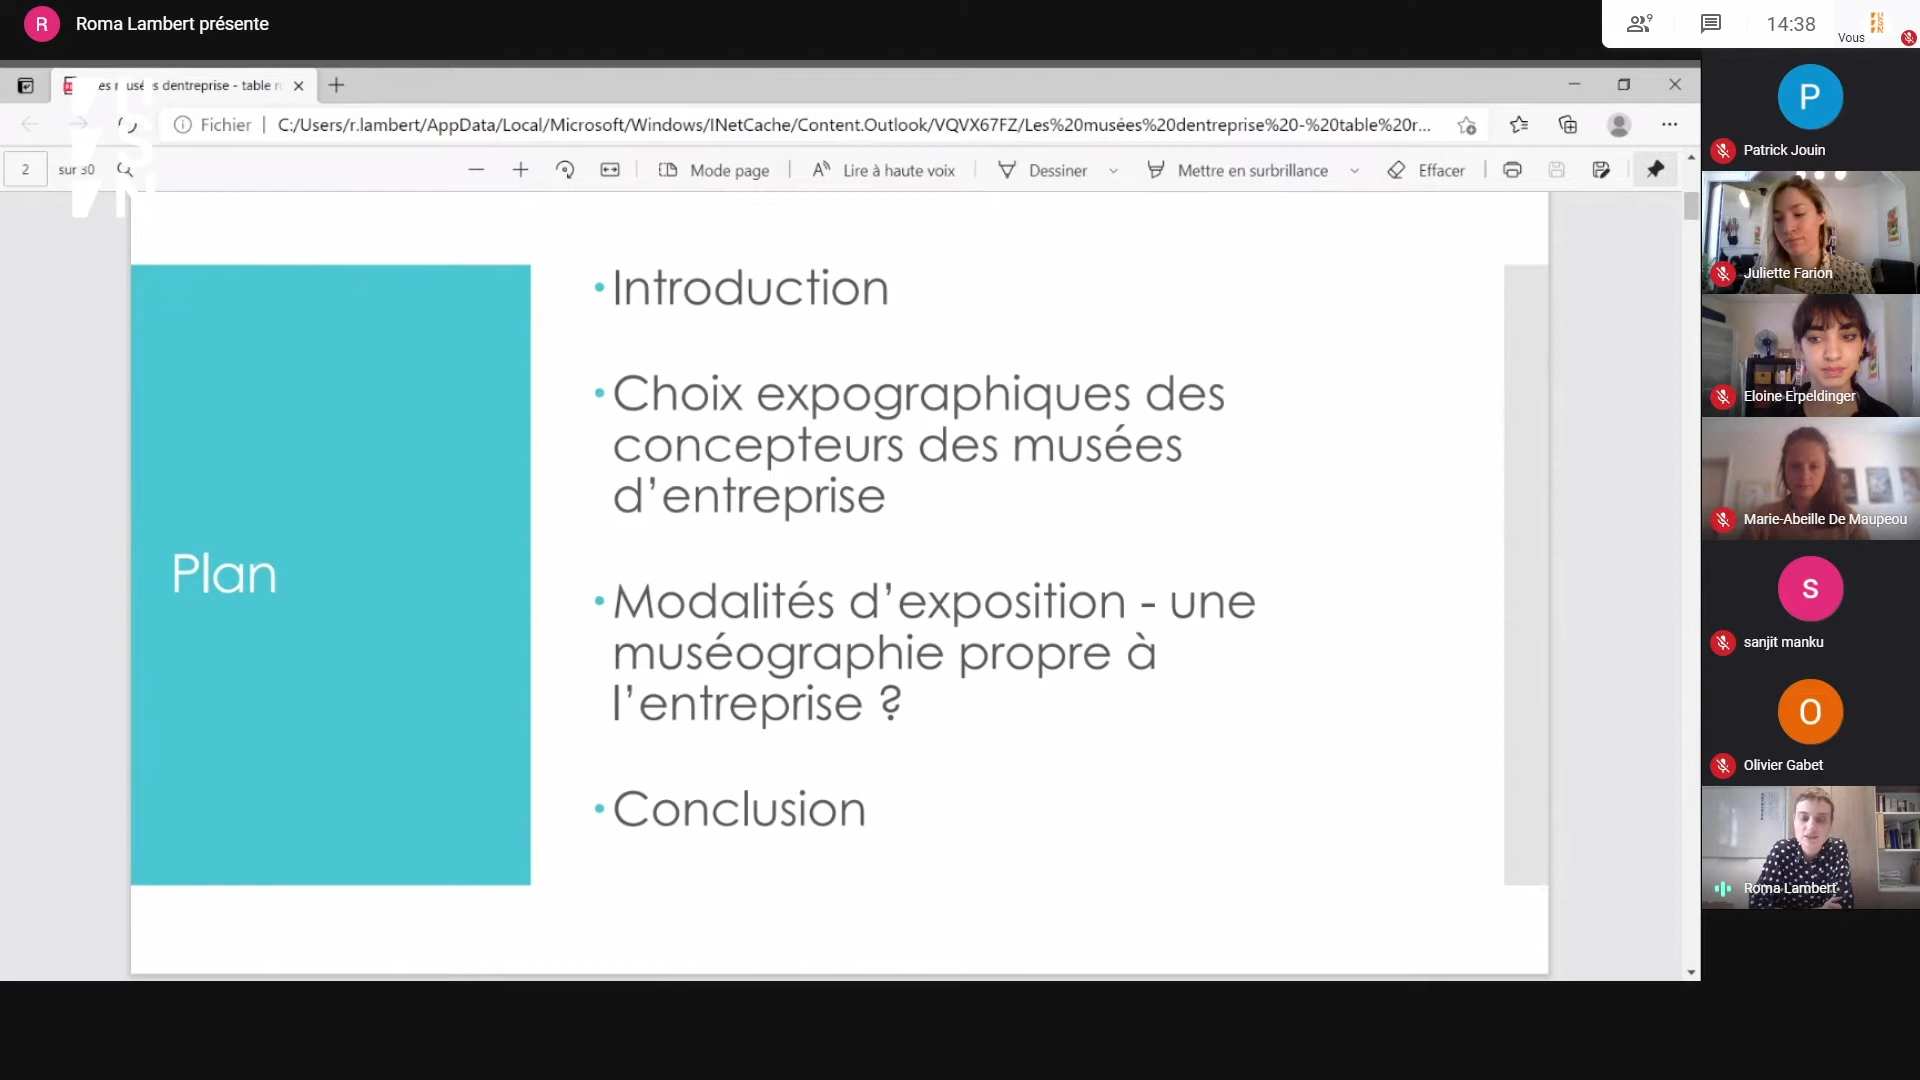 R
Roma Lambert présente
9
14:38
Vous
dentreprise - table
Fichier
C:/Users/r.lambert/AppData/Local/Microsoft/Windows/INetCache/Content.Outlook/VQVX67FZ/Les%20musées%20dentreprise%20-%20table%20r...
2
sur 30
Mode page
Lire à haute voix
Dessiner
Mettre en surbrillance
Effacer
Plan
• Introduction
• Choix expographiques des
concepteurs des musées
d’entreprise
• Modalités d’exposition - une
muséographie propre à
l’entreprise ?
• Conclusion
P
Patrick Jouin
Juliette Farion
Eloine Erpeldinger
Marie-Abeille De Maupeou
S
sanjit manku
O
Olivier Gabet
Roma Lambert